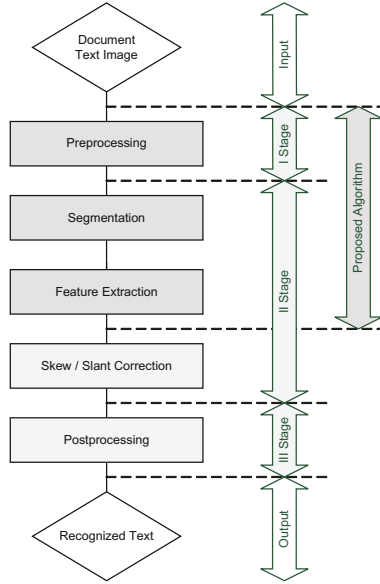 Document
Text Image
Input
Preprocessing
I Stage
Segmentation
Proposed Algorithm
Feature Extraction
II Stage
Skew / Slant Correction
Postprocessing
III Stage
Recognized Text
Output